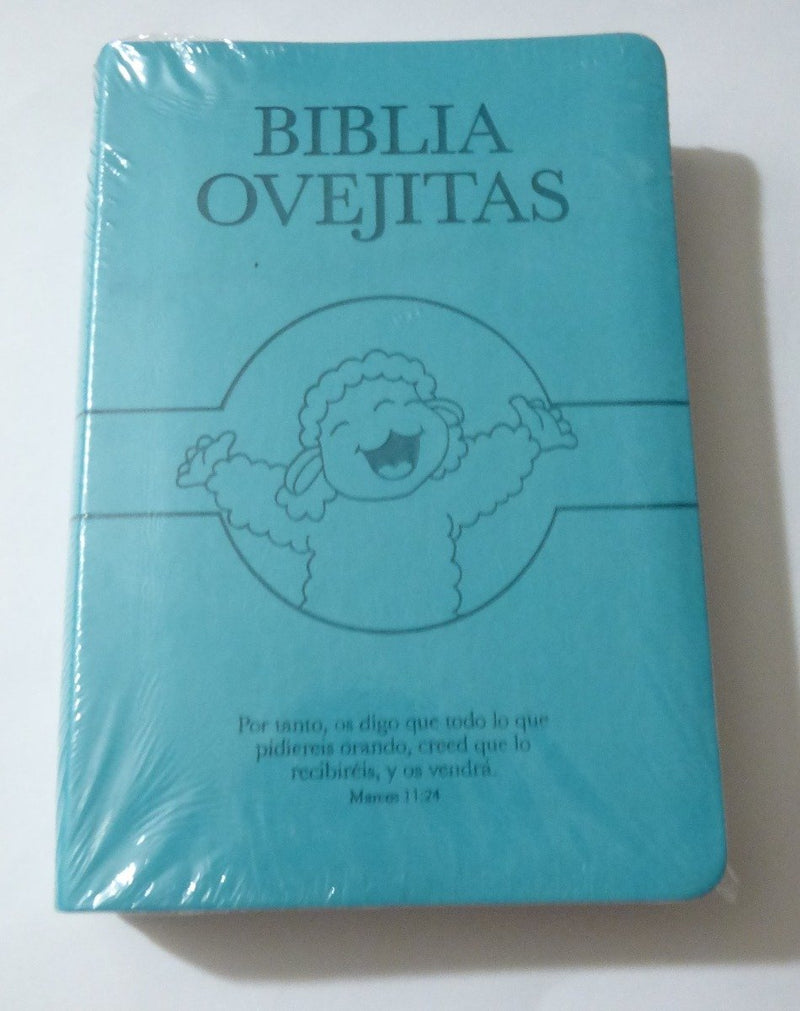 BIBLIA
OVEJITAS
Por tanto, os digo que todo lo que
pidiereis orando, creed que lo
recibiréis, y os vendrá.
Marcos 11:24